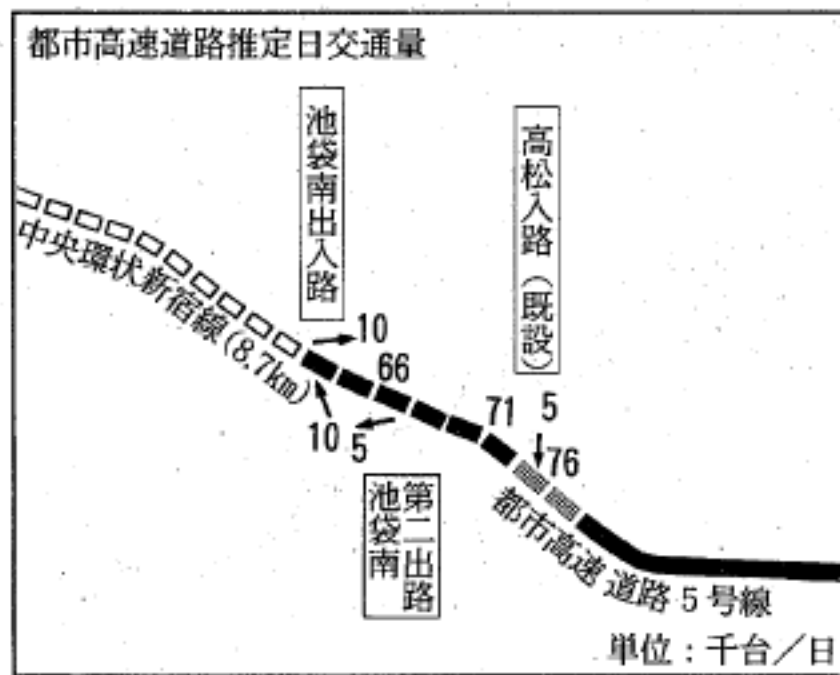 都市高速道路推定日交通量
池袋南出入路
高松入路（既設）
中央環状新宿線(8.7km)
10
66
10
5
71
5
76
池袋南
第二出路
都市高速道路5号線
単位：千台／日